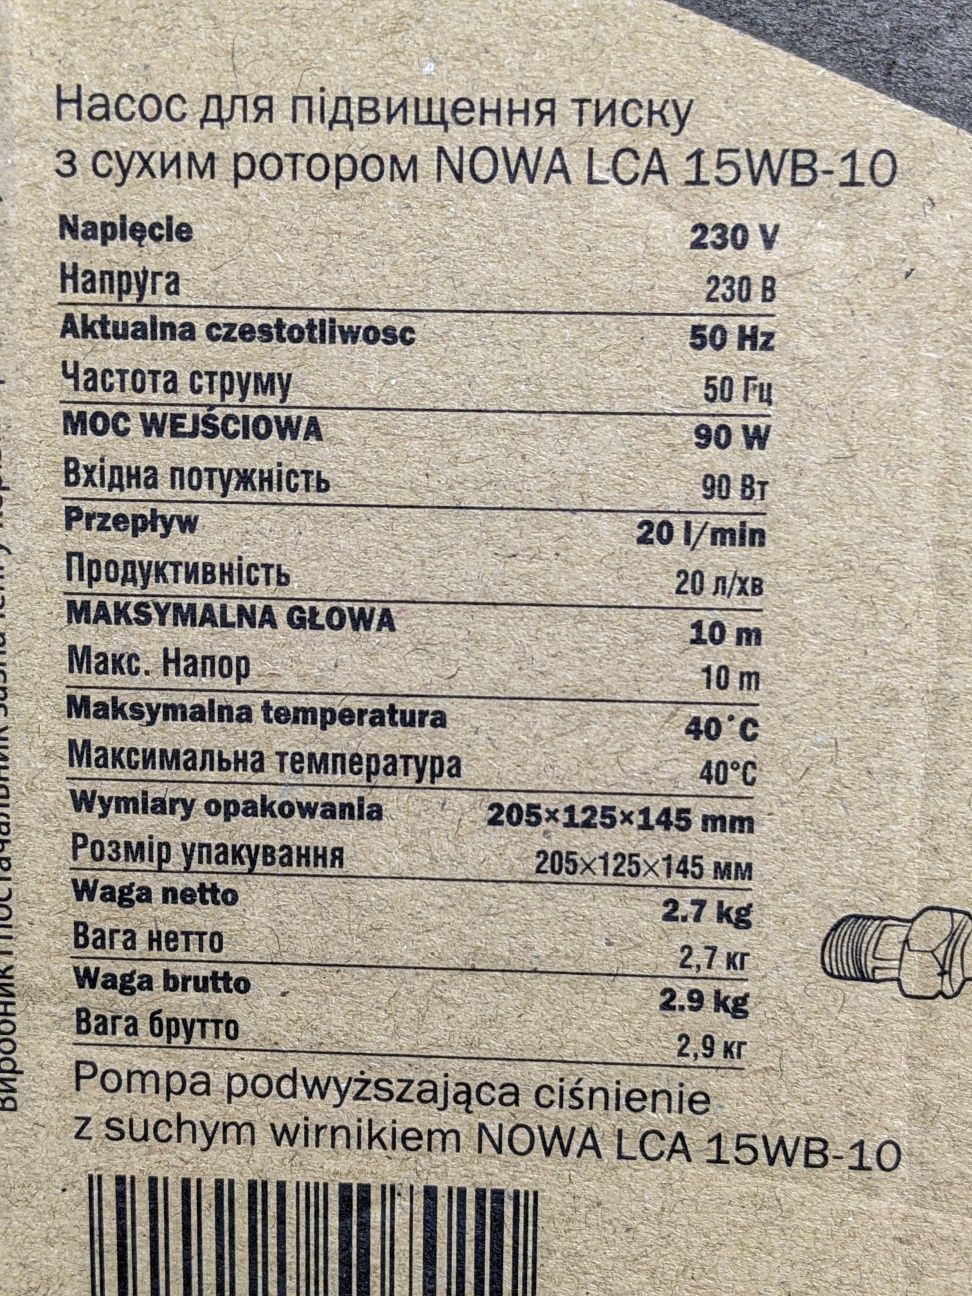 Насос для підвищення тиску
з сухим ротором NOWA LCA 15WB-10
Napięcie 230 V
Напруга 230 В
Aktualna czestotliwosc 50 Hz
Частота струму 50 Гц
MOC WEJŚCIOWA 90 W
Вхідна потужність 90 Вт
Przepływ 20 l/min
Продуктивність 20 л/хв
MAKSYMALNA GŁOWA 10 m
Макс. Напор 10 m
Maksymalna temperatura 40°C
Максимальна температура 40°C
Wymiary opakowania 205×125×145 mm
Розмір упакування 205×125×145 мм
Waga netto 2.7 kg
Вага нетто 2,7 кг
Waga brutto 2.9 kg
Вага брутто 2,9 кг
Pompa podwyższająca ciśnienie
z suchym wirnikiem NOWA LCA 15WB-10